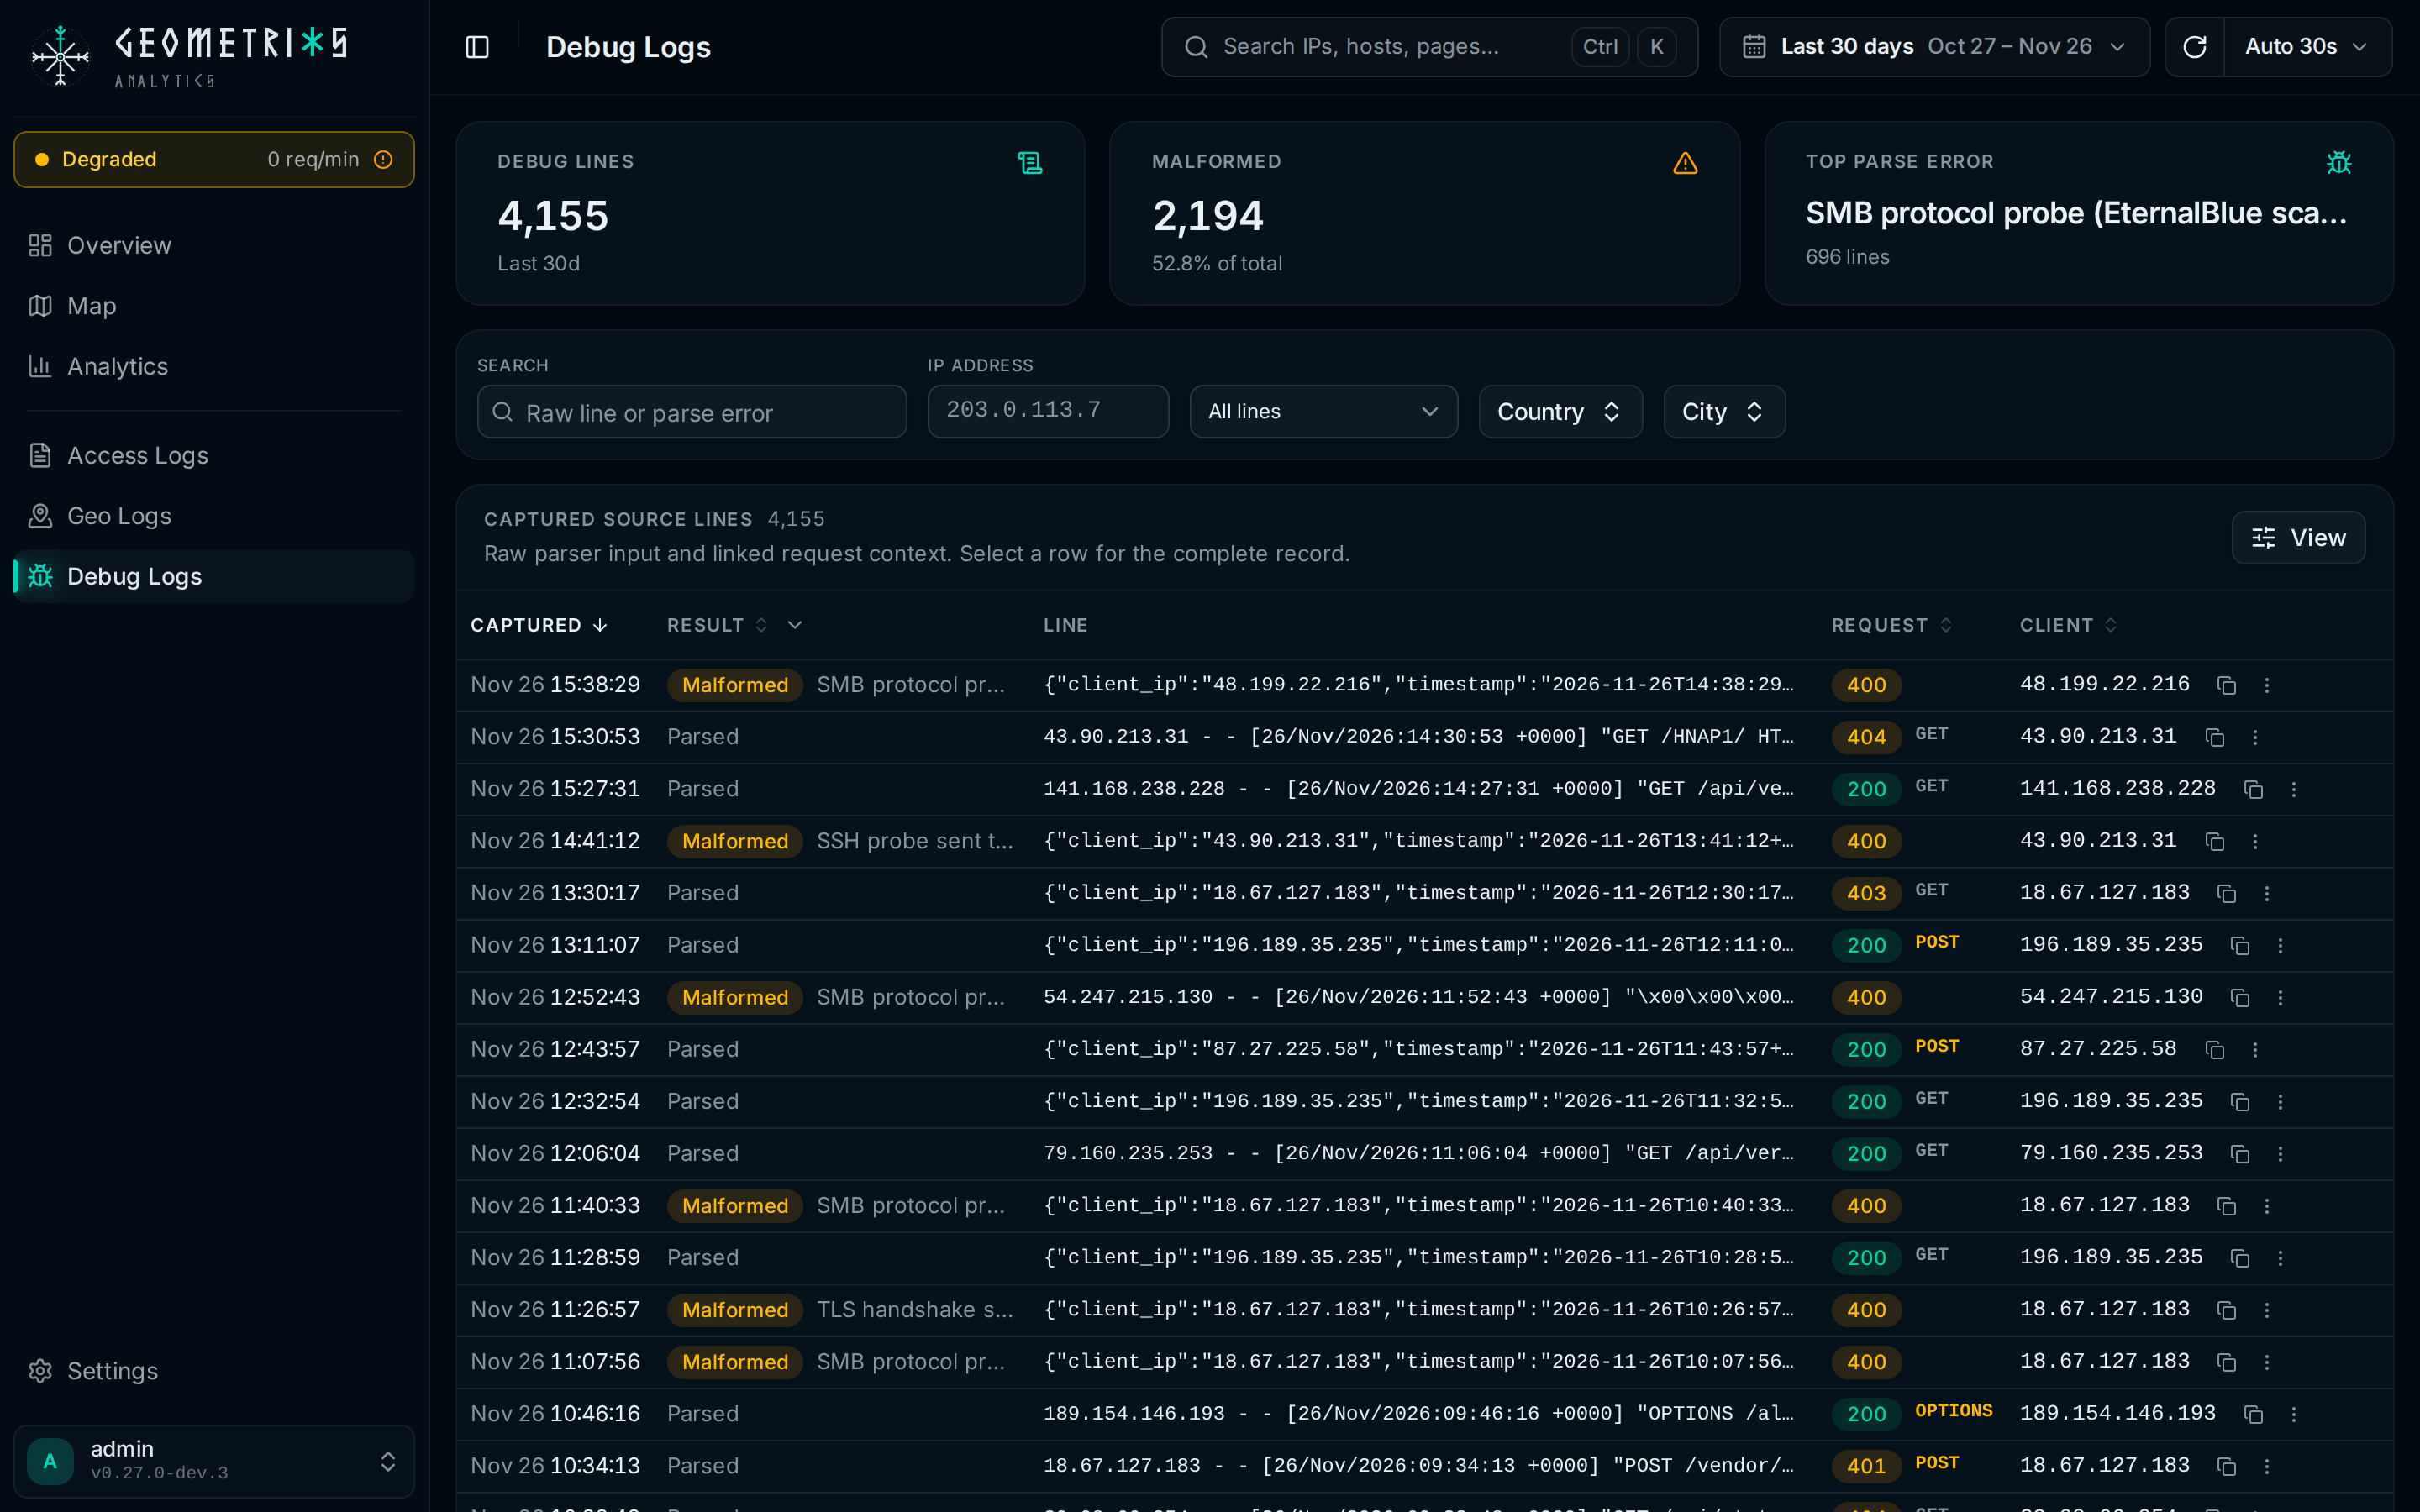 GEOMETRIKS
ANALYTICS
Degraded 0 req/min
Overview
Map
Analytics
Access Logs
Geo Logs
Debug Logs
Settings
A admin
v0.27.0-dev.3
Debug Logs
Search IPs, hosts, pages... Ctrl K
Last 30 days Oct 27 – Nov 26
Auto 30s
DEBUG LINES
4,155
Last 30d
MALFORMED
2,194
52.8% of total
TOP PARSE ERROR
SMB protocol probe (EternalBlue sca...
696 lines
SEARCH
Raw line or parse error
IP ADDRESS
203.0.113.7
All lines
Country
City
CAPTURED SOURCE LINES 4,155
Raw parser input and linked request context. Select a row for the complete record.
View
CAPTURED RESULT LINE REQUEST CLIENT
Nov 26 15:38:29 Malformed SMB protocol pr... {"client_ip":"48.199.22.216","timestamp":"2026-11-26T14:38:29... 400 48.199.22.216
Nov 26 15:30:53 Parsed 43.90.213.31 - - [26/Nov/2026:14:30:53 +0000] "GET /HNAP1/ HT... 404 GET 43.90.213.31
Nov 26 15:27:31 Parsed 141.168.238.228 - - [26/Nov/2026:14:27:31 +0000] "GET /api/ve... 200 GET 141.168.238.228
Nov 26 14:41:12 Malformed SSH probe sent t... {"client_ip":"43.90.213.31","timestamp":"2026-11-26T13:41:12+... 400 43.90.213.31
Nov 26 13:30:17 Parsed {"client_ip":"18.67.127.183","timestamp":"2026-11-26T12:30:17... 403 GET 18.67.127.183
Nov 26 13:11:07 Parsed {"client_ip":"196.189.35.235","timestamp":"2026-11-26T12:11:0... 200 POST 196.189.35.235
Nov 26 12:52:43 Malformed SMB protocol pr... 54.247.215.130 - - [26/Nov/2026:11:52:43 +0000] "\x00\x00\x00... 400 54.247.215.130
Nov 26 12:43:57 Parsed {"client_ip":"87.27.225.58","timestamp":"2026-11-26T11:43:57+... 200 POST 87.27.225.58
Nov 26 12:32:54 Parsed {"client_ip":"196.189.35.235","timestamp":"2026-11-26T11:32:5... 200 GET 196.189.35.235
Nov 26 12:06:04 Parsed 79.160.235.253 - - [26/Nov/2026:11:06:04 +0000] "GET /api/ver... 200 GET 79.160.235.253
Nov 26 11:40:33 Malformed SMB protocol pr... {"client_ip":"18.67.127.183","timestamp":"2026-11-26T10:40:33... 400 18.67.127.183
Nov 26 11:28:59 Parsed {"client_ip":"196.189.35.235","timestamp":"2026-11-26T10:28:5... 200 GET 196.189.35.235
Nov 26 11:26:57 Malformed TLS handshake s... {"client_ip":"18.67.127.183","timestamp":"2026-11-26T10:26:57... 400 18.67.127.183
Nov 26 11:07:56 Malformed SMB protocol pr... {"client_ip":"18.67.127.183","timestamp":"2026-11-26T10:07:56... 400 18.67.127.183
Nov 26 10:46:16 Parsed 189.154.146.193 - - [26/Nov/2026:09:46:16 +0000] "OPTIONS /al... 200 OPTIONS 189.154.146.193
Nov 26 10:34:13 Parsed 18.67.127.183 - - [26/Nov/2026:09:34:13 +0000] "POST /vendor/... 401 POST 18.67.127.183